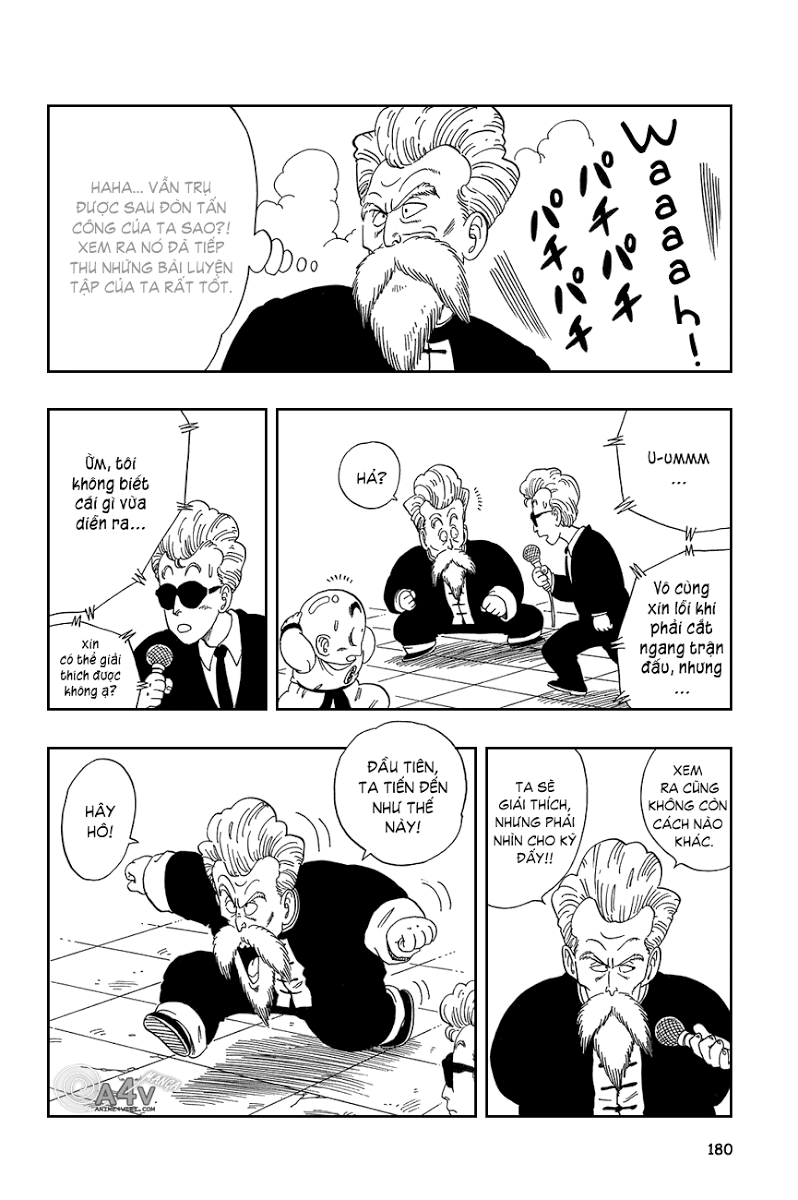 Waaaah!
パチパチ
パチパチ
HAHA... VẪN TRỤ
ĐƯỢC SAU ĐÒN TẤN
CÔNG CỦA TA SAO?!
XEM RA NÓ ĐÃ TIẾP
THU NHỮNG BÀI LUYỆN
TẬP CỦA TA RẤT TỐT.
U-UMMM
...
Vô cùng
xin lỗi khi
phải cắt
ngang trận
đấu, nhưng
...
HẢ?
Ừm, tôi
không biết
cái gì vừa
diễn ra...
xin
có thể giải
thích được
không ạ?
XEM
RA CŨNG
KHÔNG CÒN
CÁCH NÀO
KHÁC.
TA SẼ
GIẢI THÍCH,
NHƯNG PHẢI
NHÌN CHO KỸ
ĐẤY!!
ĐẦU TIÊN,
TA TIẾN ĐẾN
NHƯ THẾ
NÀY!
HÂY
HÔ!
MANGA
A4V
ANIME4VIET.COM
180